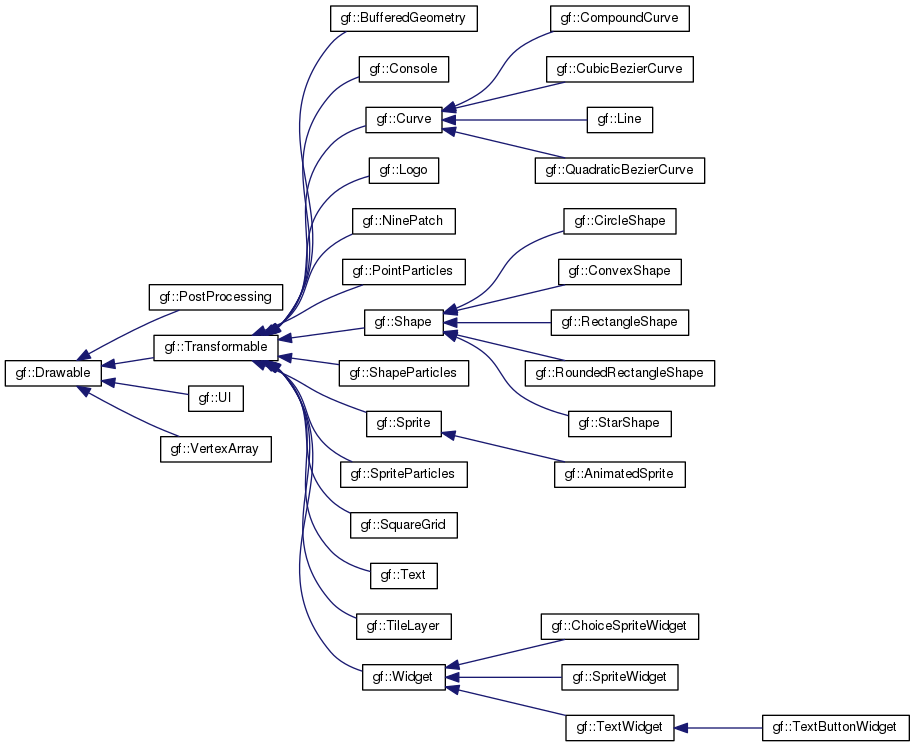 gf::BufferedGeometry
gf::CompoundCurve
gf::Console
gf::CubicBezierCurve
gf::Curve
gf::Line
gf::Logo
gf::QuadraticBezierCurve
gf::NinePatch
gf::CircleShape
gf::PointParticles
gf::ConvexShape
gf::PostProcessing
gf::Shape
gf::RectangleShape
gf::Transformable
gf::Drawable
gf::ShapeParticles
gf::RoundedRectangleShape
gf::UI
gf::Sprite
gf::StarShape
gf::VertexArray
gf::SpriteParticles
gf::AnimatedSprite
gf::SquareGrid
gf::Text
gf::TileLayer
gf::ChoiceSpriteWidget
gf::Widget
gf::SpriteWidget
gf::TextWidget
gf::TextButtonWidget